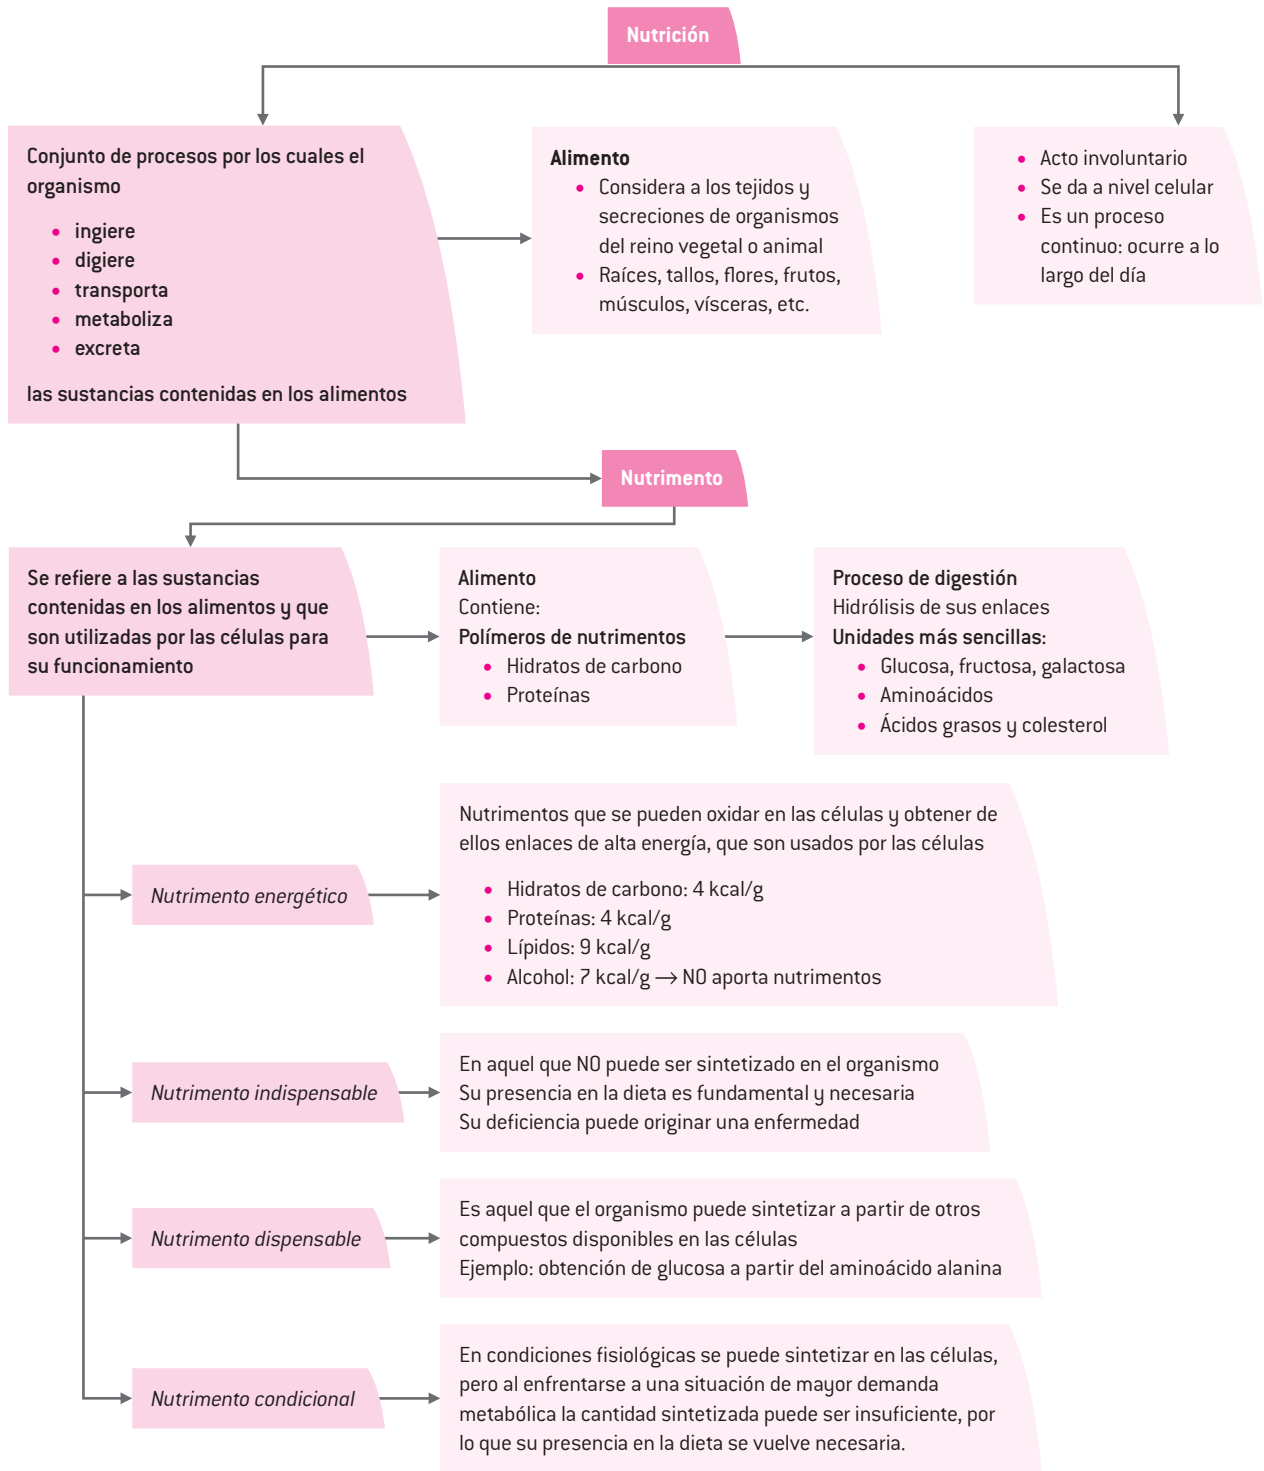 Nutrición
Conjunto de procesos por los cuales el
organismo
• ingiere
• digiere
• transporta
• metaboliza
• excreta
las sustancias contenidas en los alimentos
Alimento
• Considera a los tejidos y
secreciones de organismos
del reino vegetal o animal
• Raíces, tallos, flores, frutos,
músculos, vísceras, etc.
• Acto involuntario
• Se da a nivel celular
• Es un proceso
continuo: ocurre a lo
largo del día
Nutrimento
Se refiere a las sustancias
contenidas en los alimentos y que
son utilizadas por las células para
su funcionamiento
Alimento
Contiene:
Polímeros de nutrimentos
• Hidratos de carbono
• Proteínas
Proceso de digestión
Hidrólisis de sus enlaces
Unidades más sencillas:
• Glucosa, fructosa, galactosa
• Aminoácidos
• Ácidos grasos y colesterol
Nutrimento energético
Nutrimentos que se pueden oxidar en las células y obtener de
ellos enlaces de alta energía, que son usados por las células
• Hidratos de carbono: 4 kcal/g
• Proteínas: 4 kcal/g
• Lípidos: 9 kcal/g
• Alcohol: 7 kcal/g → NO aporta nutrimentos
Nutrimento indispensable
En aquel que NO puede ser sintetizado en el organismo
Su presencia en la dieta es fundamental y necesaria
Su deficiencia puede originar una enfermedad
Nutrimento dispensable
Es aquel que el organismo puede sintetizar a partir de otros
compuestos disponibles en las células
Ejemplo: obtención de glucosa a partir del aminoácido alanina
Nutrimento condicional
En condiciones fisiológicas se puede sintetizar en las células,
pero al enfrentarse a una situación de mayor demanda
metabólica la cantidad sintetizada puede ser insuficiente, por
lo que su presencia en la dieta se vuelve necesaria.